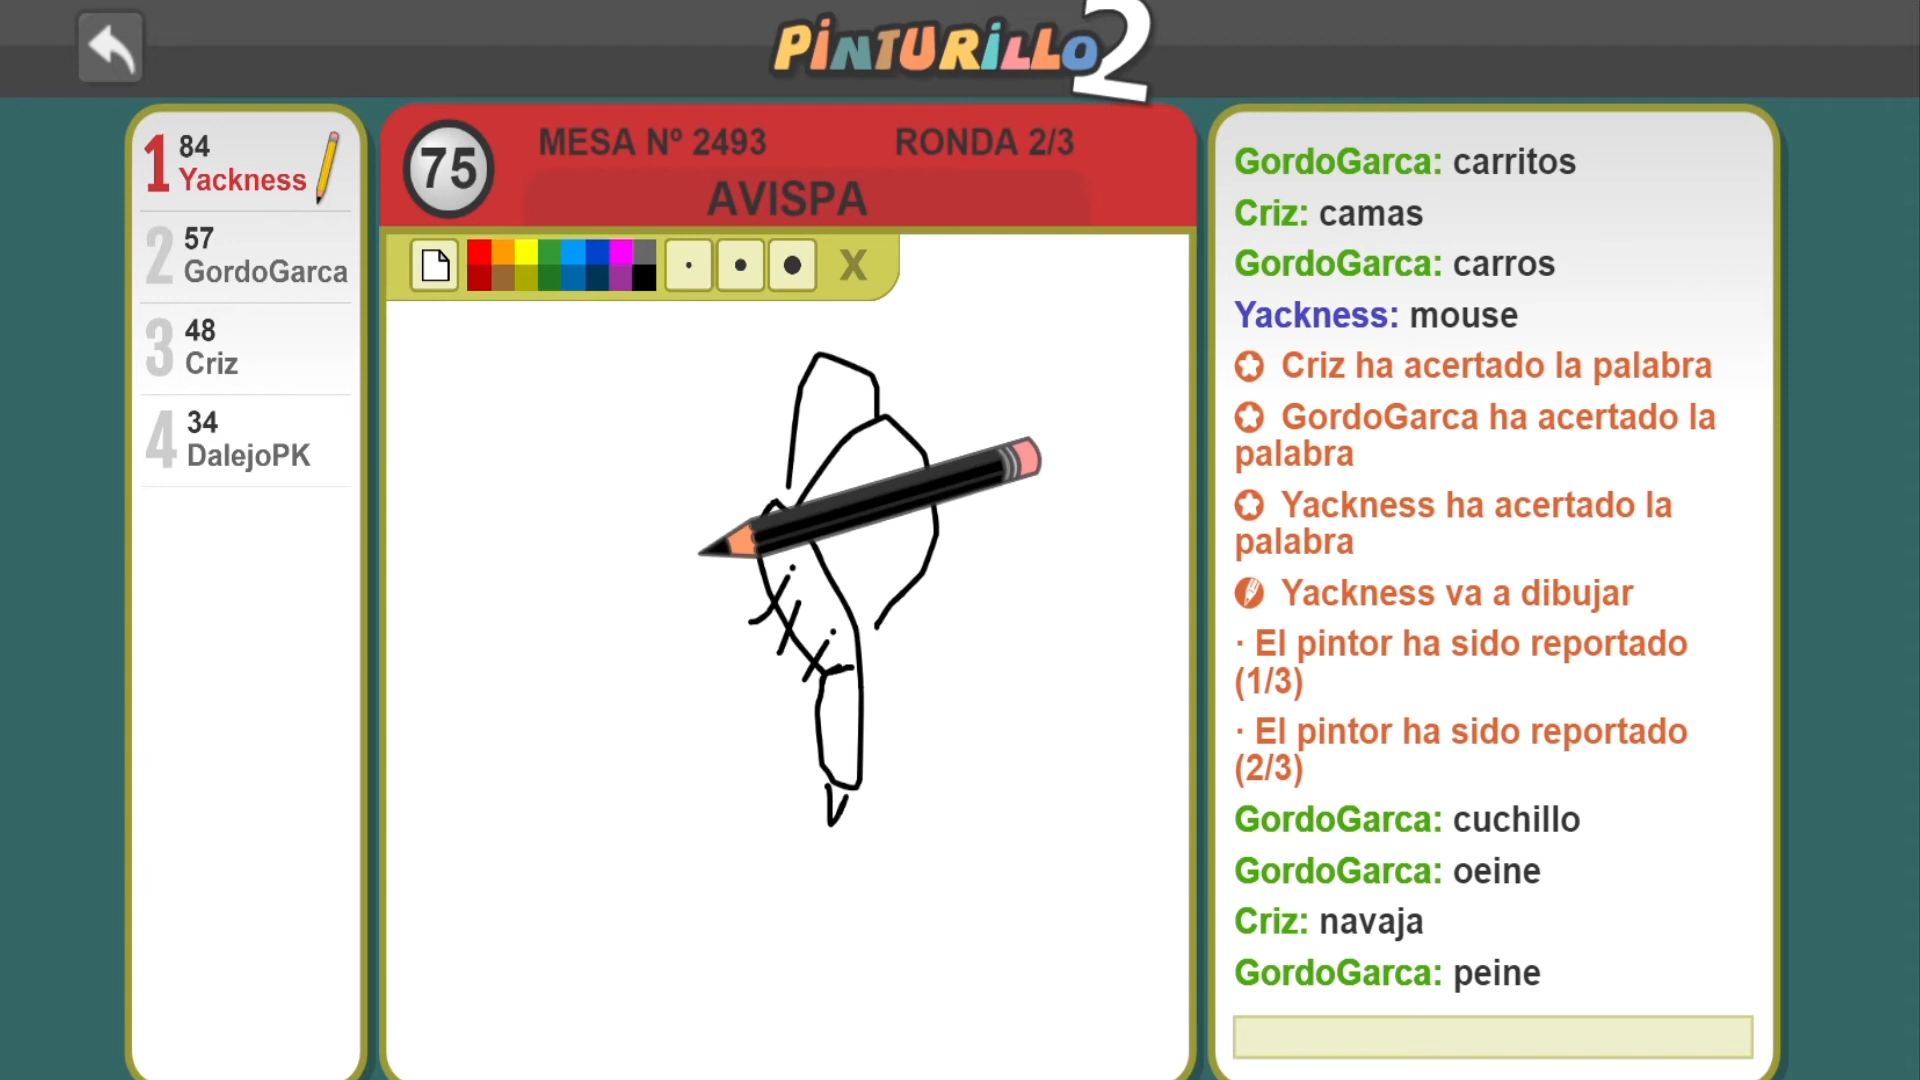 PINTURILLO 2
1 84
Yackness
2 57
GordoGarca
3 48
Criz
4 34
DalejoPK
75
MESA Nº 2493
RONDA 2/3
AVISPA
X
GordoGarca: carritos
Criz: camas
GordoGarca: carros
Yackness: mouse
Criz ha acertado la palabra
GordoGarca ha acertado la
palabra
Yackness ha acertado la
palabra
Yackness va a dibujar
· El pintor ha sido reportado
(1/3)
· El pintor ha sido reportado
(2/3)
GordoGarca: cuchillo
GordoGarca: oeine
Criz: navaja
GordoGarca: peine